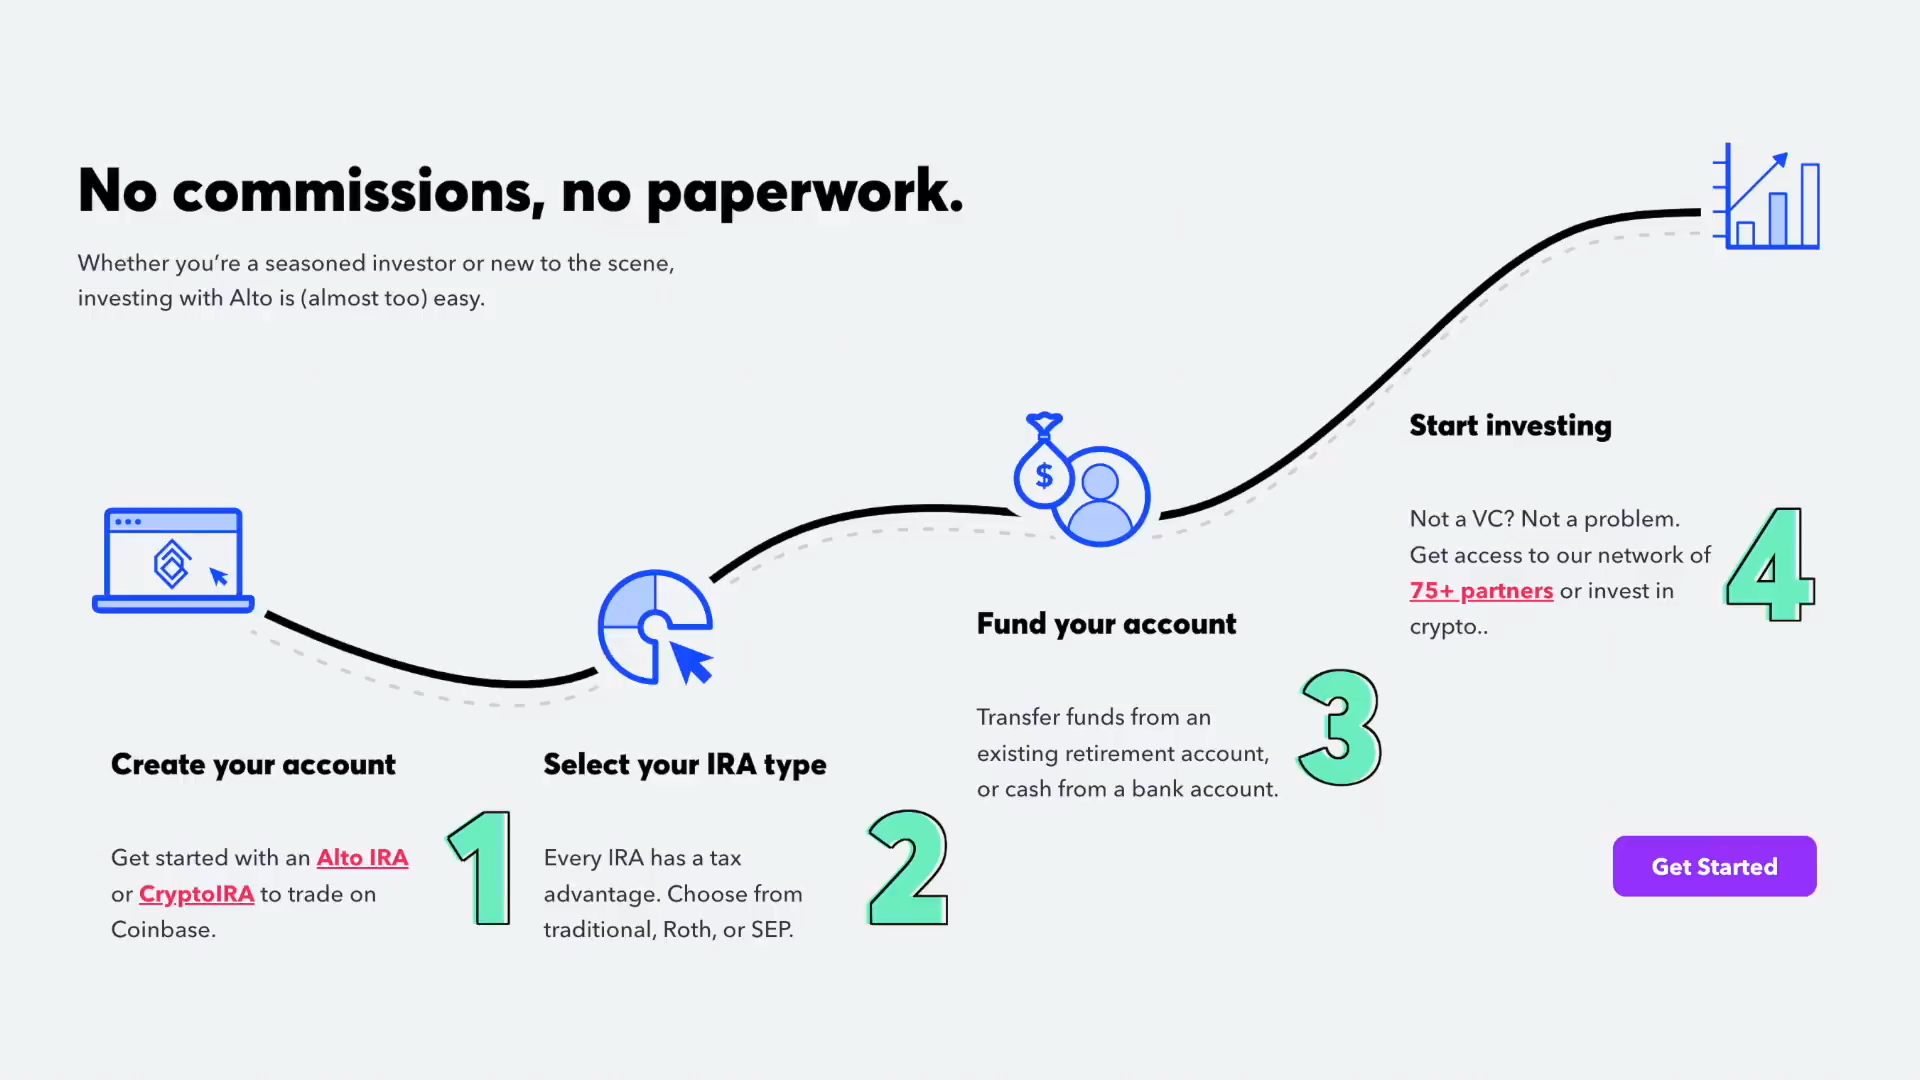 No commissions, no paperwork.
Whether you’re a seasoned investor or new to the scene,
investing with Alto is (almost too) easy.
Create your account
Get started with an Alto IRA
or CryptoIRA to trade on
Coinbase.
1
Select your IRA type
Every IRA has a tax
advantage. Choose from
traditional, Roth, or SEP.
2
$
Fund your account
Transfer funds from an
existing retirement account,
or cash from a bank account.
3
Start investing
Not a VC? Not a problem.
Get access to our network of
75+ partners or invest in
crypto..
4
Get Started